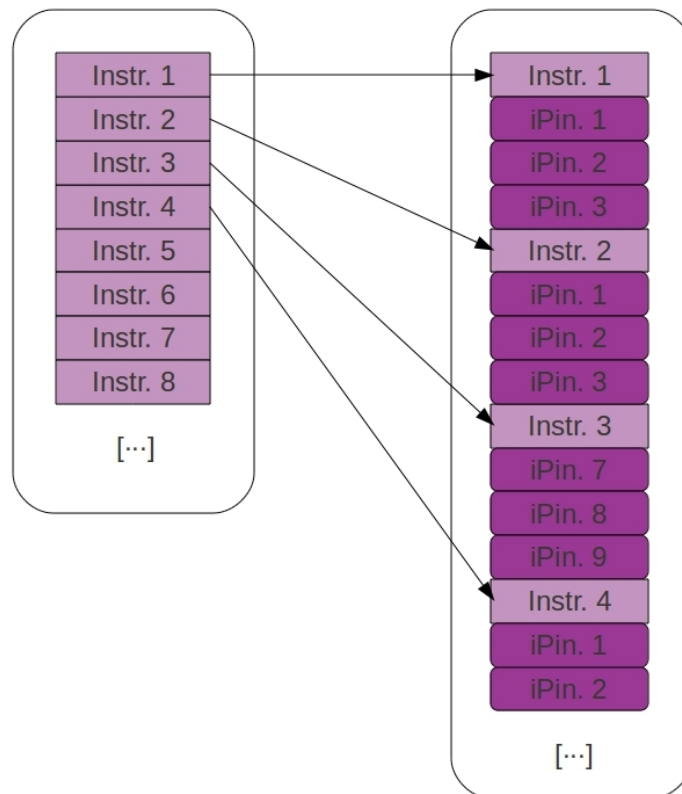 Instr. 1
Instr. 2
Instr. 3
Instr. 4
Instr. 5
Instr. 6
Instr. 7
Instr. 8
[...]
Instr. 1
iPin. 1
iPin. 2
iPin. 3
Instr. 2
iPin. 1
iPin. 2
iPin. 3
Instr. 3
iPin. 7
iPin. 8
iPin. 9
Instr. 4
iPin. 1
iPin. 2
[...]